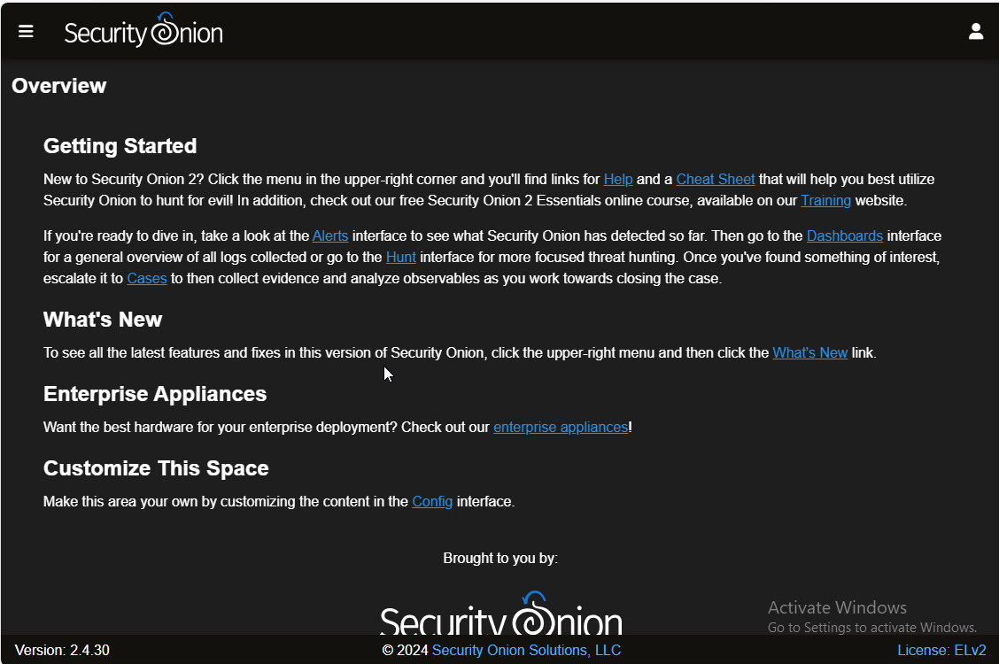 Security Onion
Overview
Getting Started
New to Security Onion 2? Click the menu in the upper-right corner and you'll find links for Help and a Cheat Sheet that will help you best utilize
Security Onion to hunt for evil! In addition, check out our free Security Onion 2 Essentials online course, available on our Training website.
If you're ready to dive in, take a look at the Alerts interface to see what Security Onion has detected so far. Then go to the Dashboards interface
for a general overview of all logs collected or go to the Hunt interface for more focused threat hunting. Once you've found something of interest,
escalate it to Cases to then collect evidence and analyze observables as you work towards closing the case.
What's New
To see all the latest features and fixes in this version of Security Onion, click the upper-right menu and then click the What's New link.
Enterprise Appliances
Want the best hardware for your enterprise deployment? Check out our enterprise appliances!
Customize This Space
Make this area your own by customizing the content in the Config interface.
Brought to you by:
Security Onion
Activate Windows
Go to Settings to activate Windows.
Version: 2.4.30
© 2024 Security Onion Solutions, LLC
License: ELv2